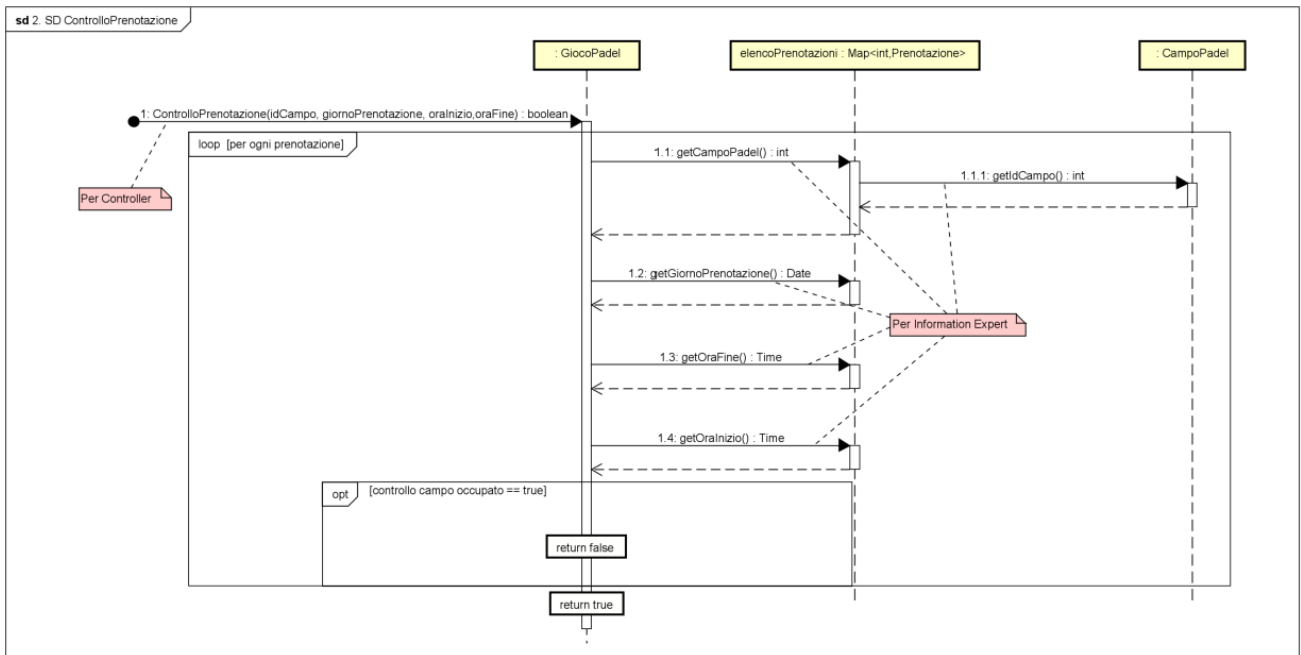 sd 2. SD ControlloPrenotazione
: GiocoPadel
elencoPrenotazioni : Map<int,Prenotazione>
: CampoPadel
1: ControlloPrenotazione(idCampo, giornoPrenotazione, oraInizio,oraFine) : boolean
loop [per ogni prenotazione]
1.1: getCampoPadel() : int
1.1.1: getIdCampo() : int
Per Controller
1.2: getGiornoPrenotazione() : Date
Per Information Expert
1.3: getOraFine() : Time
1.4: getOraInizio() : Time
opt [controllo campo occupato == true]
return false
return true